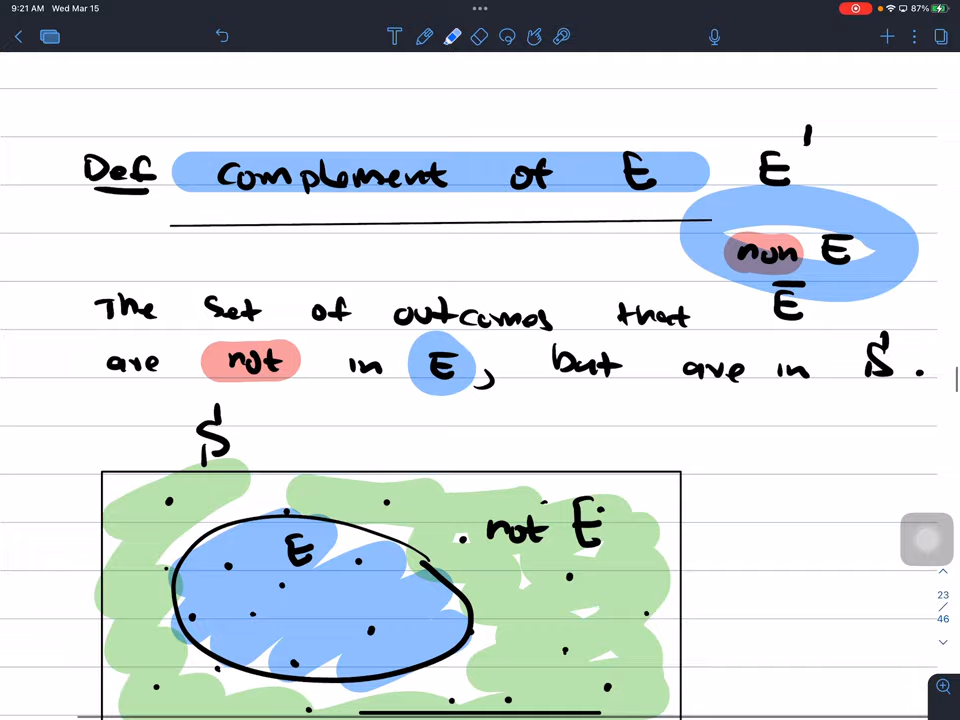 9:21 AM Wed Mar 15
87%
Def Complement of E E'
non E
E̅
The set of outcomes that
are not in E, but are in S.
S
E
not E
23
/
46